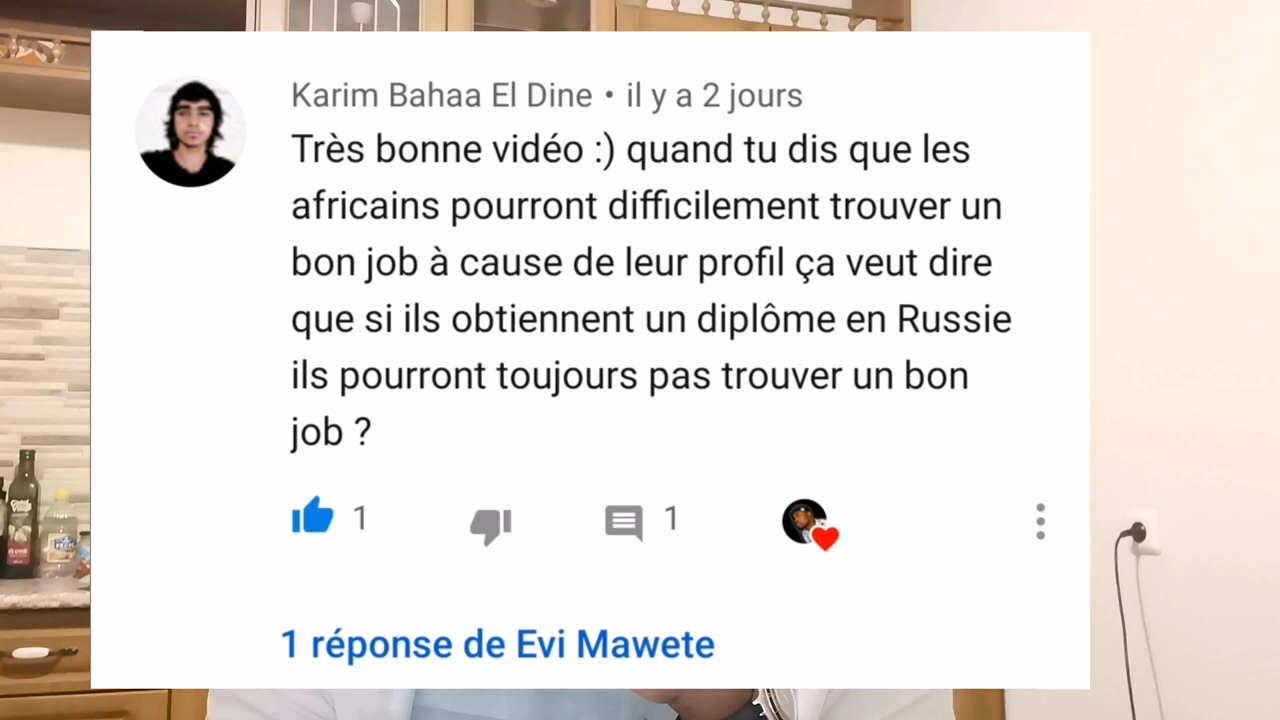 Karim Bahaa El Dine • il y a 2 jours
Très bonne vidéo :) quand tu dis que les
africains pourront difficilement trouver un
bon job à cause de leur profil ça veut dire
que si ils obtiennent un diplôme en Russie
ils pourront toujours pas trouver un bon
job ?
1
1
1 réponse de Evi Mawete